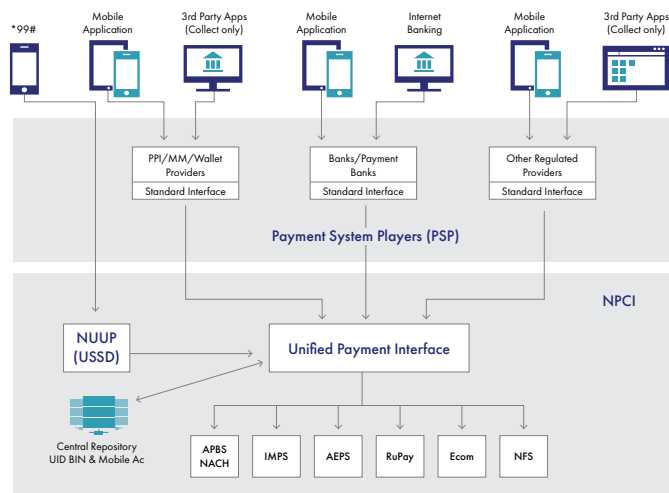 *99#
Mobile
Application
3rd Party Apps
(Collect only)
Mobile
Application
Internet
Banking
Mobile
Application
3rd Party Apps
(Collect only)
PPI/MM/Wallet
Providers
Standard Interface
Banks/Payment
Banks
Standard Interface
Other Regulated
Providers
Standard Interface
Payment System Players (PSP)
NPCI
NUUP
(USSD)
Unified Payment Interface
Central Repository
UID BIN & Mobile Ac
APBS
NACH
IMPS
AEPS
RuPay
Ecom
NFS